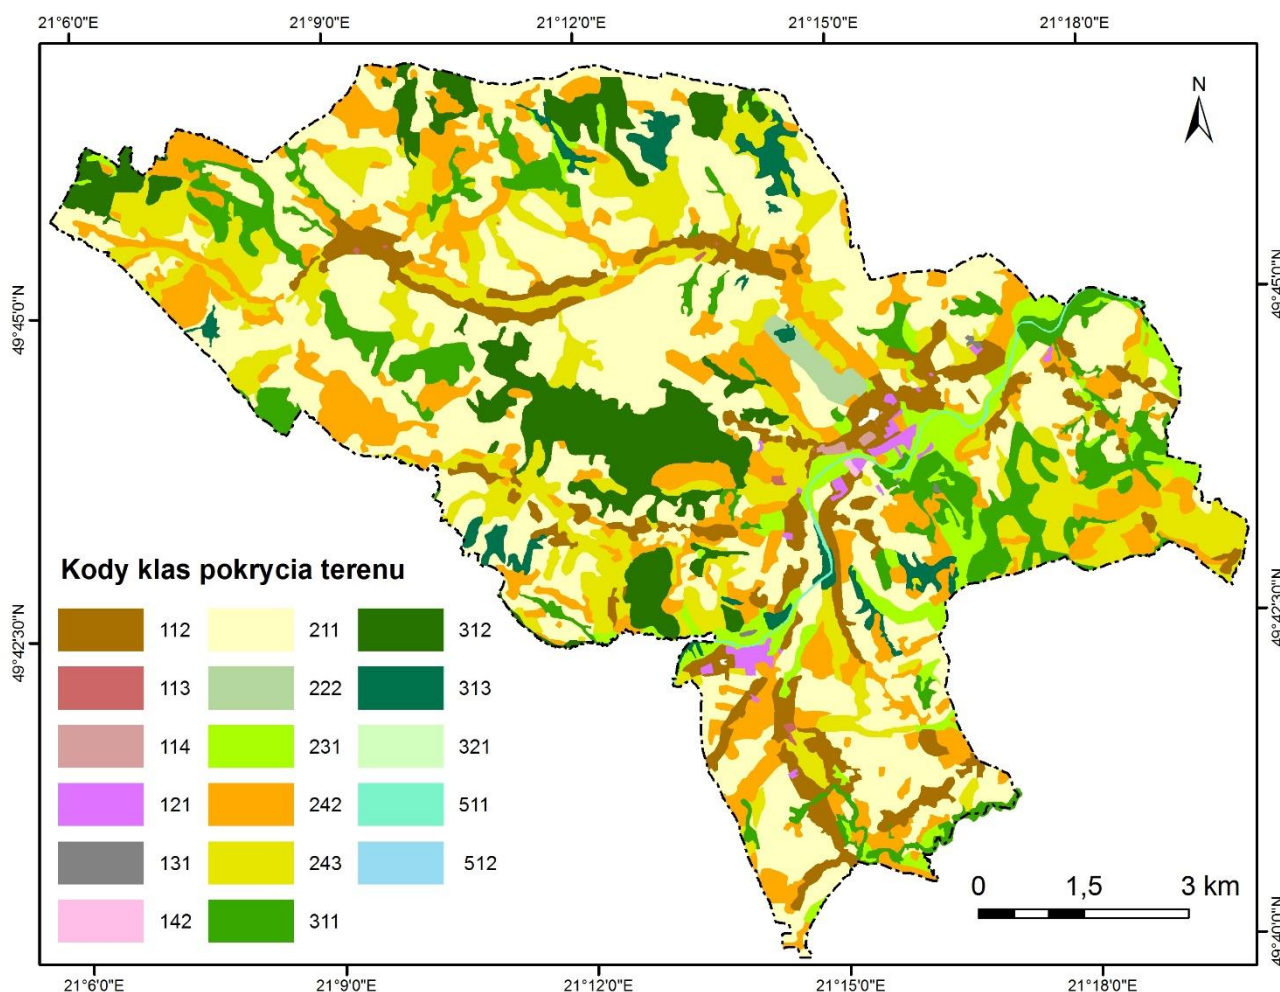 21°6'0"E 21°9'0"E 21°12'0"E 21°15'0"E 21°18'0"E
N
49°45'0"N
49°45'0"N
Kody klas pokrycia terenu
112 211 312
113 222 313
114 231 321
121 242 511
131 243 512
142 311
49°42'30"N
49°42'30"N
0 1,5 3 km
49°40'0"N
21°6'0"E 21°9'0"E 21°12'0"E 21°15'0"E 21°18'0"E